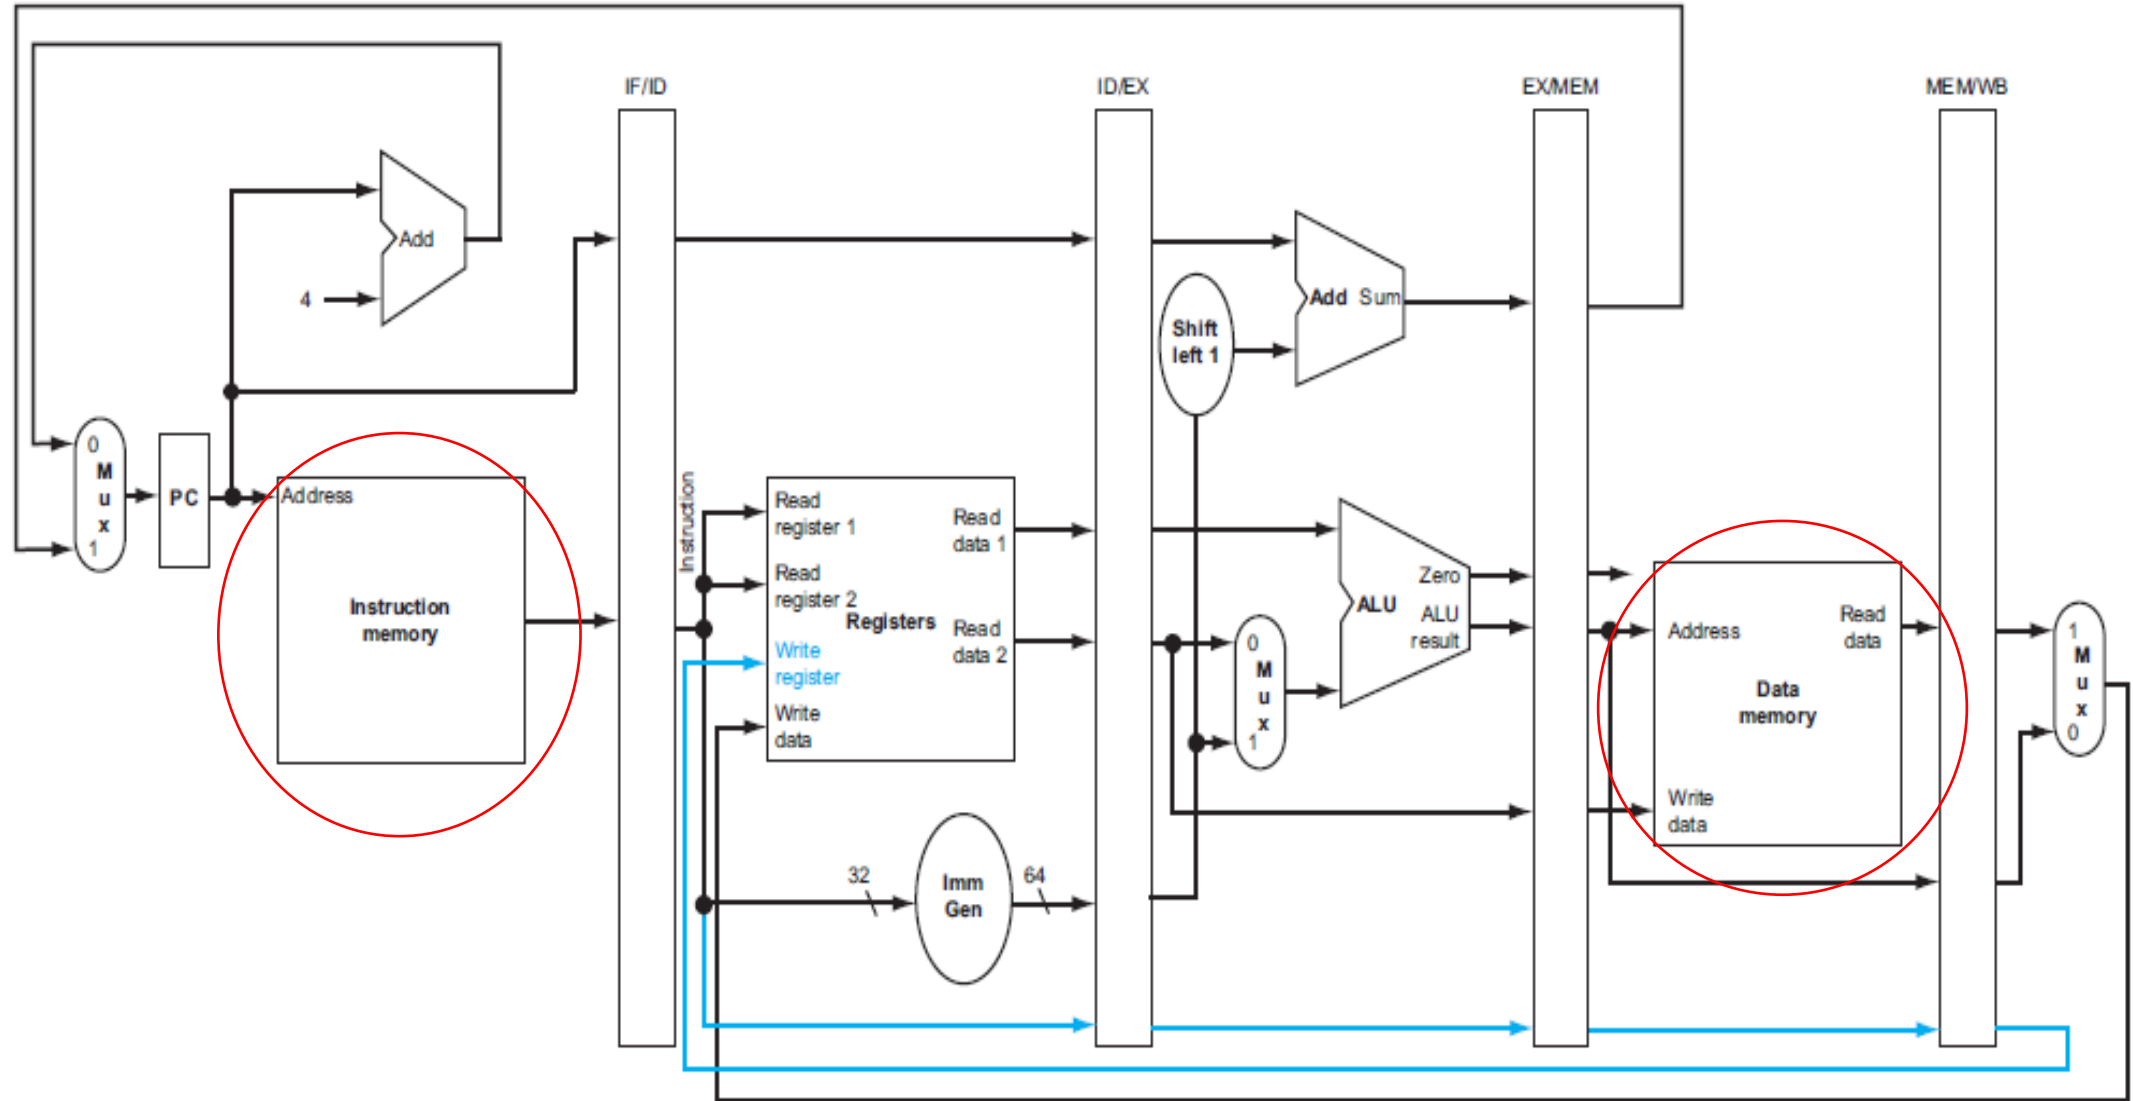 IF/ID
ID/EX
EX/MEM
MEM/WB
Add
4
Add Sum
Shift
left 1
0
M
u
x
1
PC
Address
Instruction
memory
Instruction
Read
register 1
Read
register 2
Write
register
Write
data
Registers
Read
data 1
Read
data 2
0
M
u
x
1
Zero
ALU
ALU
result
Address
Read
data
Data
memory
Write
data
1
M
u
x
0
32
Imm
Gen
64